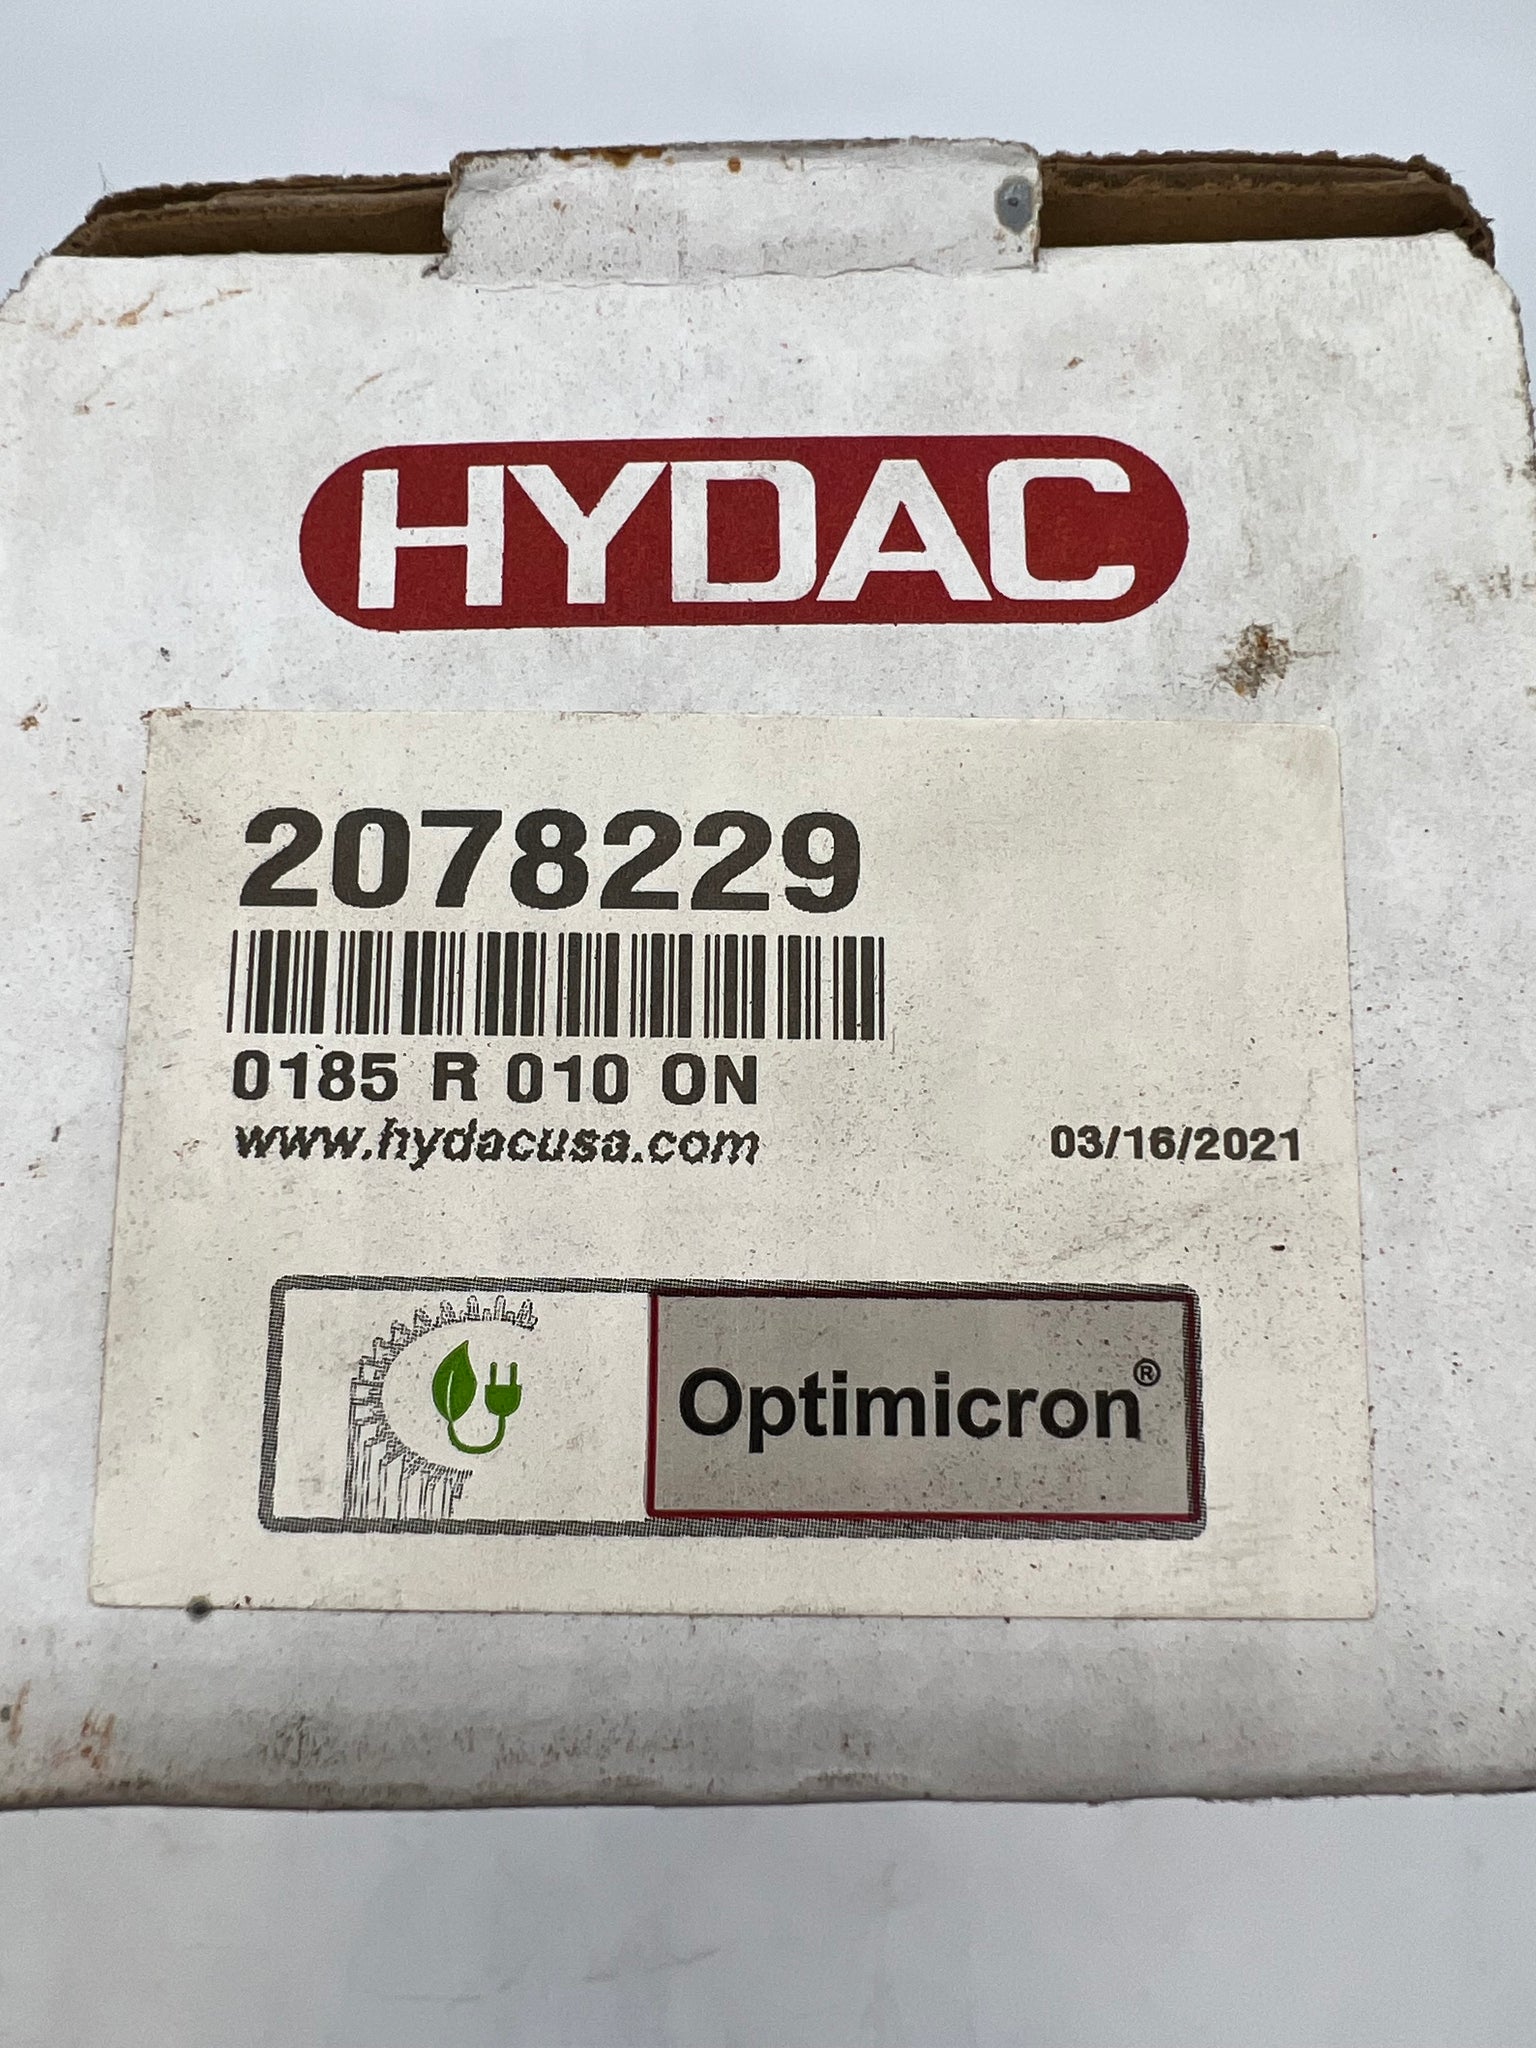 HYDAC
2078229
0185 R 010 ON
www.hydacusa.com
03/16/2021
Optimicron®